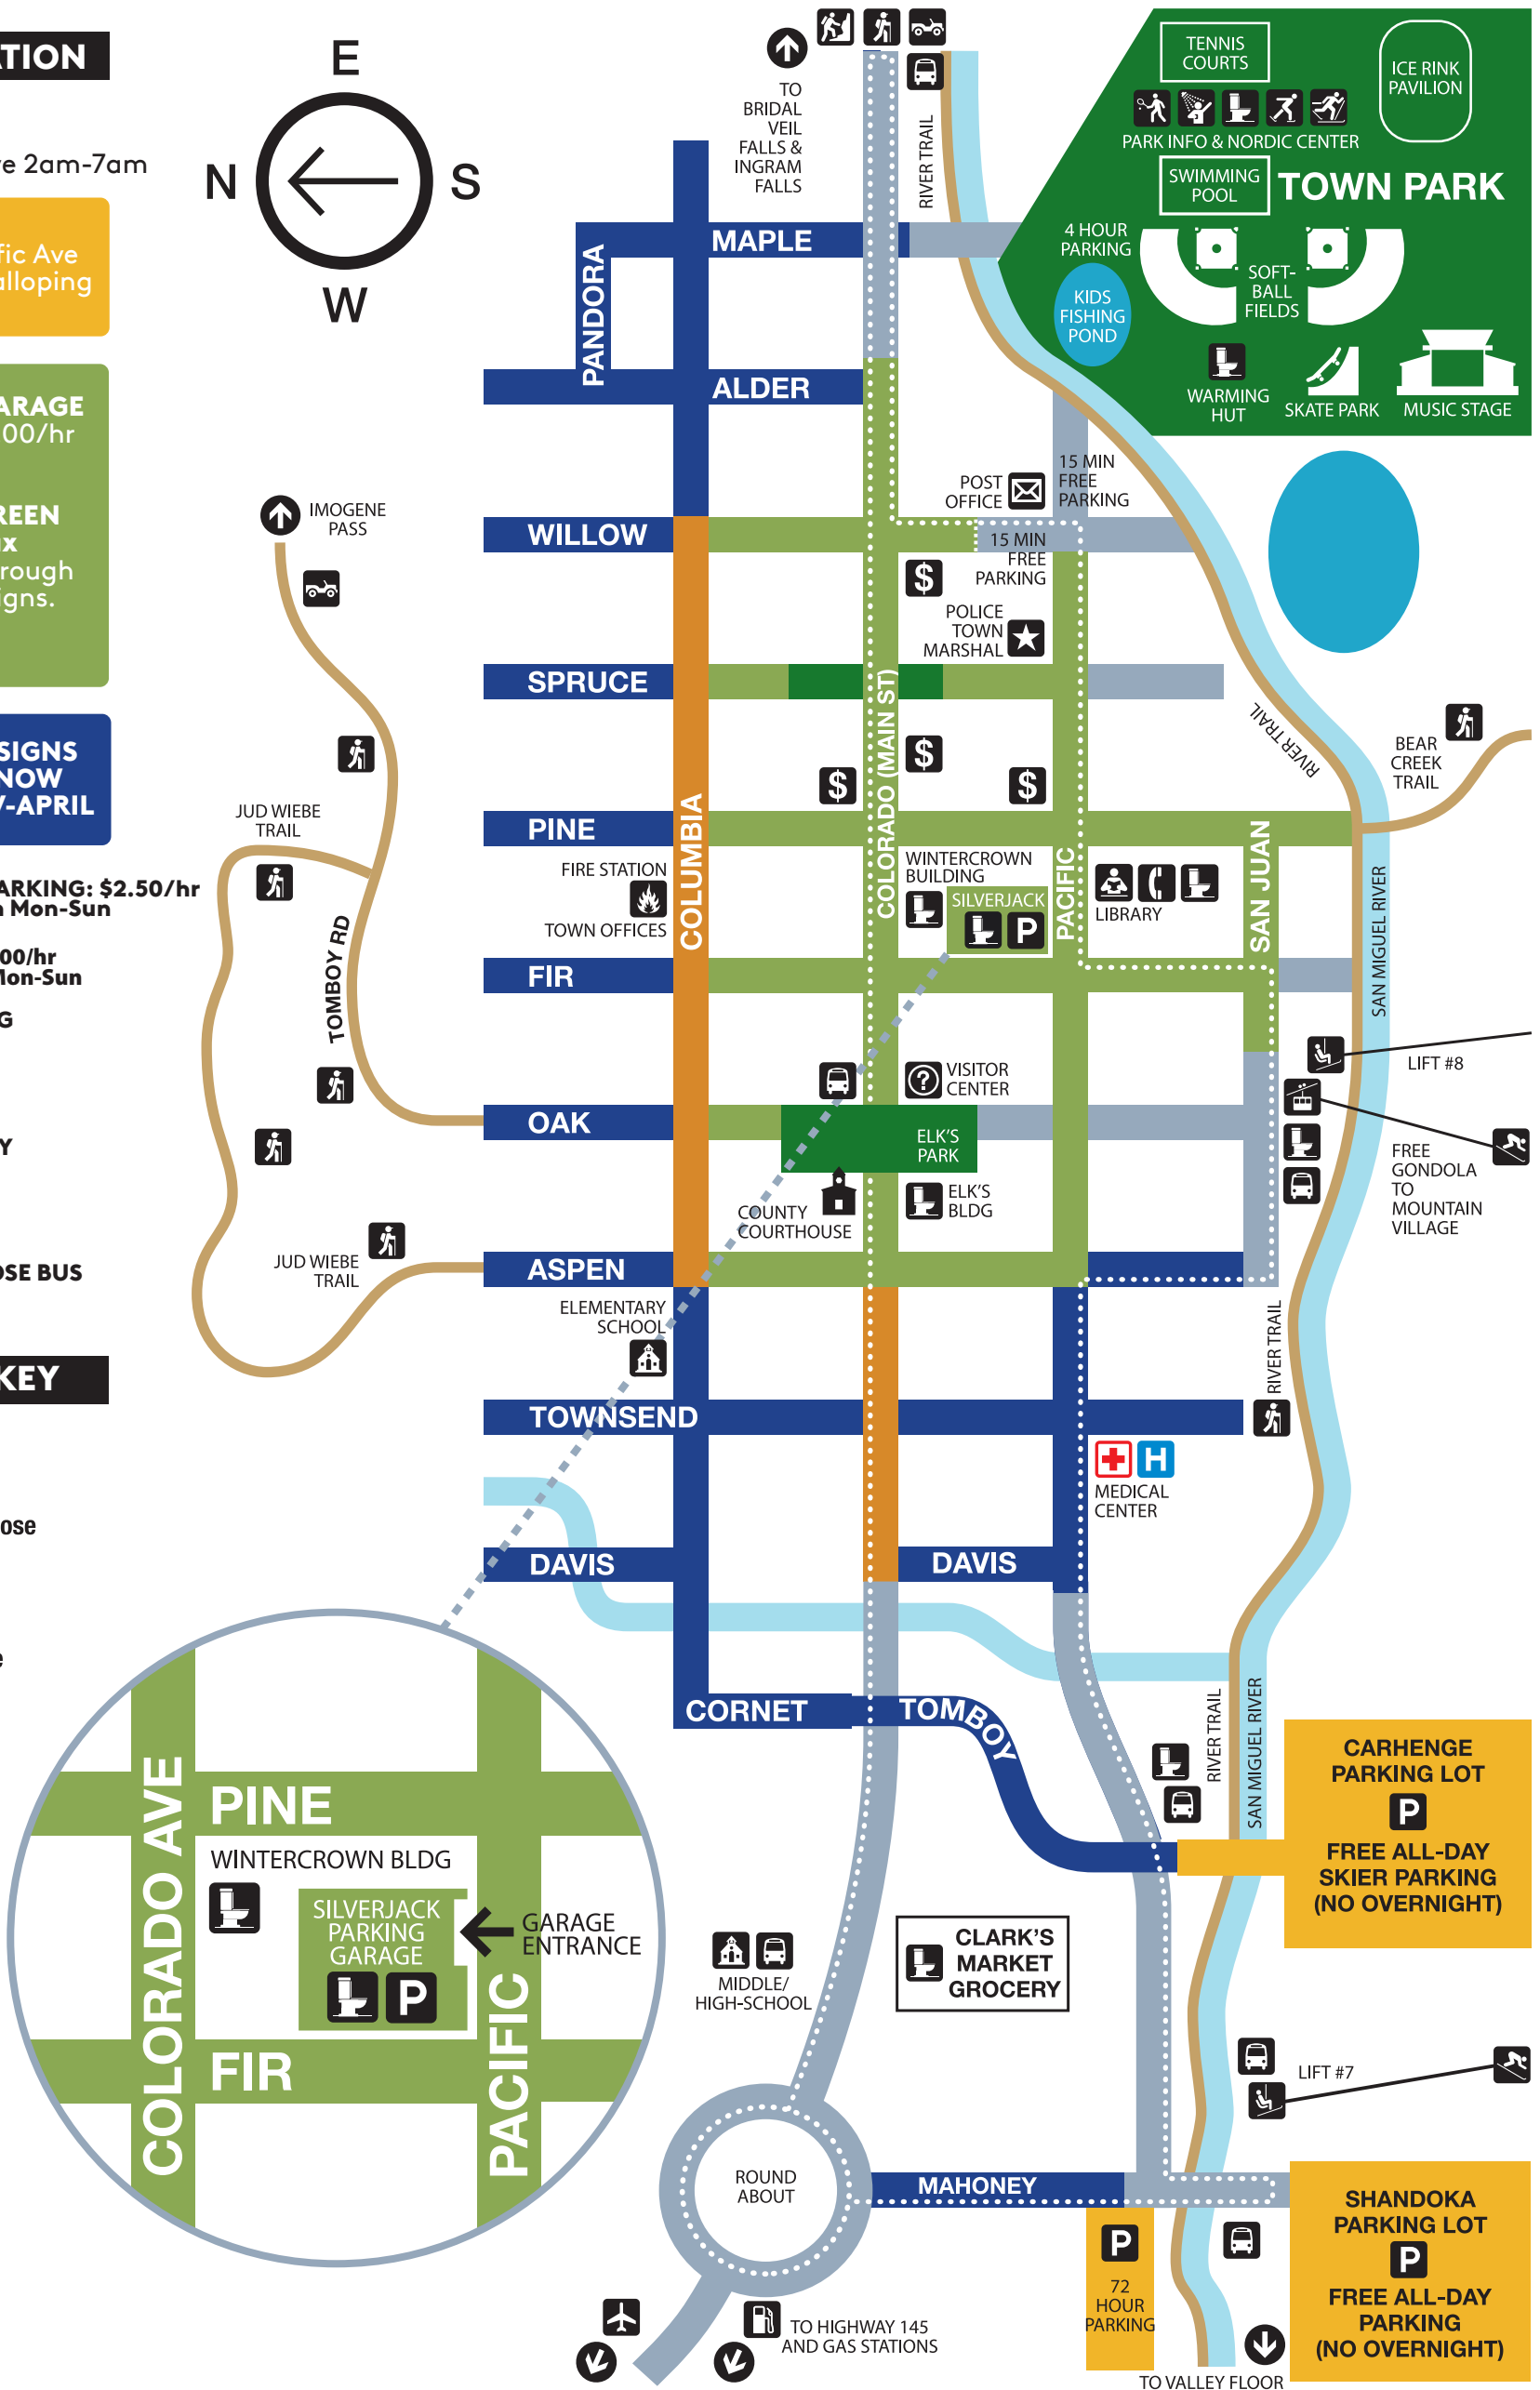 ATION
ve 2am-7am
fic Ave
alloping
ARAGE
00/hr
REEN
ax
rough
igns.
SIGNS
NOW
V-APRIL
ARKING: $2.50/hr
n Mon-Sun
00/hr
Mon-Sun
G
Y
OSE BUS
KEY
ose
e
E
N
S
W
TO
BRIDAL
VEIL
FALLS &
INGRAM
FALLS
RIVER TRAIL
TENNIS
COURTS
ICE RINK
PAVILION
PARK INFO & NORDIC CENTER
SWIMMING
POOL
TOWN PARK
4 HOUR
PARKING
KIDS
FISHING
POND
SOFT-
BALL
FIELDS
WARMING
HUT
SKATE PARK
MUSIC STAGE
MAPLE
PANDORA
ALDER
IMOGENE
PASS
POST
OFFICE
15 MIN
FREE
PARKING
WILLOW
15 MIN
FREE
PARKING
$
POLICE
TOWN
MARSHAL
SPRUCE
COLORADO (MAIN ST)
RIVER TRAIL
BEAR
CREEK
TRAIL
$
$
$
JUD WIEBE
TRAIL
PINE
COLUMBIA
FIRE STATION
TOWN OFFICES
WINTERCROWN
BUILDING
SILVERJACK
P
PACIFIC
LIBRARY
SAN JUAN
SAN MIGUEL RIVER
TOMBOY RD
FIR
LIFT #8
VISITOR
CENTER
?
OAK
ELK'S
PARK
FREE
GONDOLA
TO
MOUNTAIN
VILLAGE
COUNTY
COURTHOUSE
ELK'S
BLDG
JUD WIEBE
TRAIL
ASPEN
ELEMENTARY
SCHOOL
RIVER TRAIL
TOWNSEND
H
MEDICAL
CENTER
DAVIS
DAVIS
CORNET
TOMBOY
RIVER TRAIL
SAN MIGUEL RIVER
CARHENGE
PARKING LOT
P
FREE ALL-DAY
SKIER PARKING
(NO OVERNIGHT)
COLORADO AVE
PINE
WINTERCROWN BLDG
SILVERJACK
PARKING
GARAGE
P
GARAGE
ENTRANCE
PACIFIC
FIR
MIDDLE/
HIGH-SCHOOL
CLARK'S
MARKET
GROCERY
LIFT #7
ROUND
ABOUT
MAHONEY
P
72
HOUR
PARKING
SHANDOKA
PARKING LOT
P
FREE ALL-DAY
PARKING
(NO OVERNIGHT)
TO HIGHWAY 145
AND GAS STATIONS
TO VALLEY FLOOR